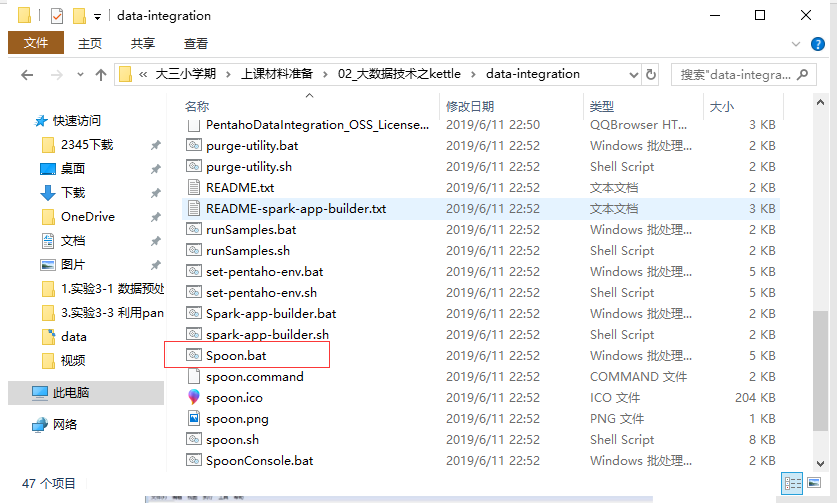 data-integration
文件 主页 共享 查看
« 大三小学期 › 上课材料准备 › 02_大数据技术之kettle › data-integration
搜索"data-integra...
名称 修改日期 类型 大小
快速访问
2345下载
桌面
下载
OneDrive
文档
图片
1.实验3-1 数据预处
3.实验3-3 利用pan
data
视频
此电脑
网络
PentahoDataIntegration_OSS_License... 2019/6/11 22:50 QQBrowser HT... 3 KB
purge-utility.bat 2019/6/11 22:52 Windows 批处理... 2 KB
purge-utility.sh 2019/6/11 22:52 Shell Script 2 KB
README.txt 2019/6/11 22:52 文本文档 2 KB
README-spark-app-builder.txt 2019/6/11 22:52 文本文档 3 KB
runSamples.bat 2019/6/11 22:52 Windows 批处理... 2 KB
runSamples.sh 2019/6/11 22:52 Shell Script 2 KB
set-pentaho-env.bat 2019/6/11 22:52 Windows 批处理... 5 KB
set-pentaho-env.sh 2019/6/11 22:52 Shell Script 5 KB
Spark-app-builder.bat 2019/6/11 22:52 Windows 批处理... 2 KB
spark-app-builder.sh 2019/6/11 22:52 Shell Script 2 KB
Spoon.bat 2019/6/11 22:52 Windows 批处理... 5 KB
spoon.command 2019/6/11 22:52 COMMAND 文件 2 KB
spoon.ico 2019/6/11 22:52 ICO 文件 204 KB
spoon.png 2019/6/11 22:52 PNG 文件 1 KB
spoon.sh 2019/6/11 22:52 Shell Script 8 KB
SpoonConsole.bat 2019/6/11 22:52 Windows 批处理... 2 KB
47 个项目